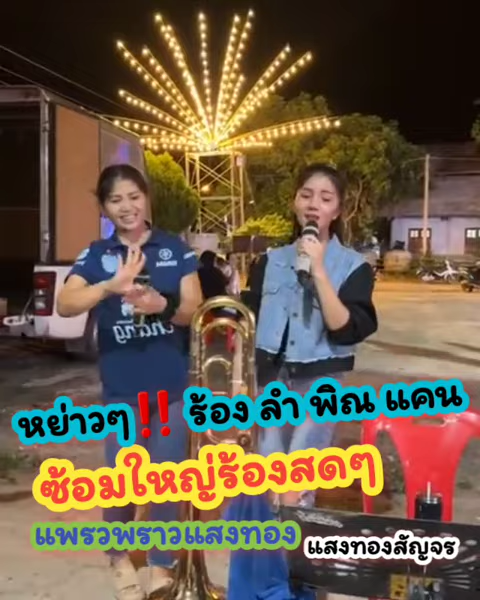 หย่าวๆ‼️ ร้อง ลำ พิณ แคน
ซ้อมใหญ่ร้องสดๆ
แพรวพราวแสงทอง
แสงทองสัญจร